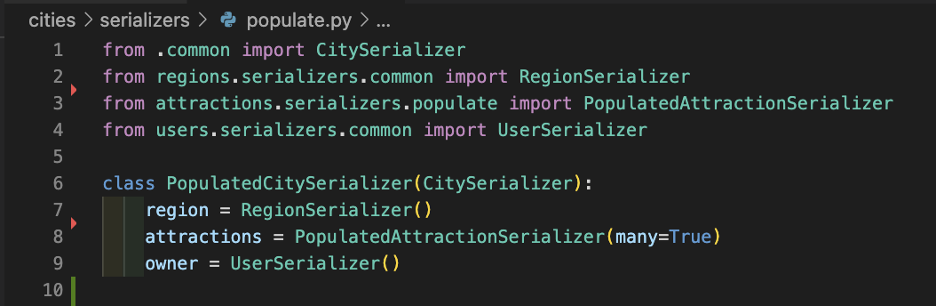 cities > serializers > populate.py > ...
1 from .common import CitySerializer
2 from regions.serializers.common import RegionSerializer
3 from attractions.serializers.populate import PopulatedAttractionSerializer
4 from users.serializers.common import UserSerializer
5
6 class PopulatedCitySerializer(CitySerializer):
7     region = RegionSerializer()
8     attractions = PopulatedAttractionSerializer(many=True)
9     owner = UserSerializer()
10